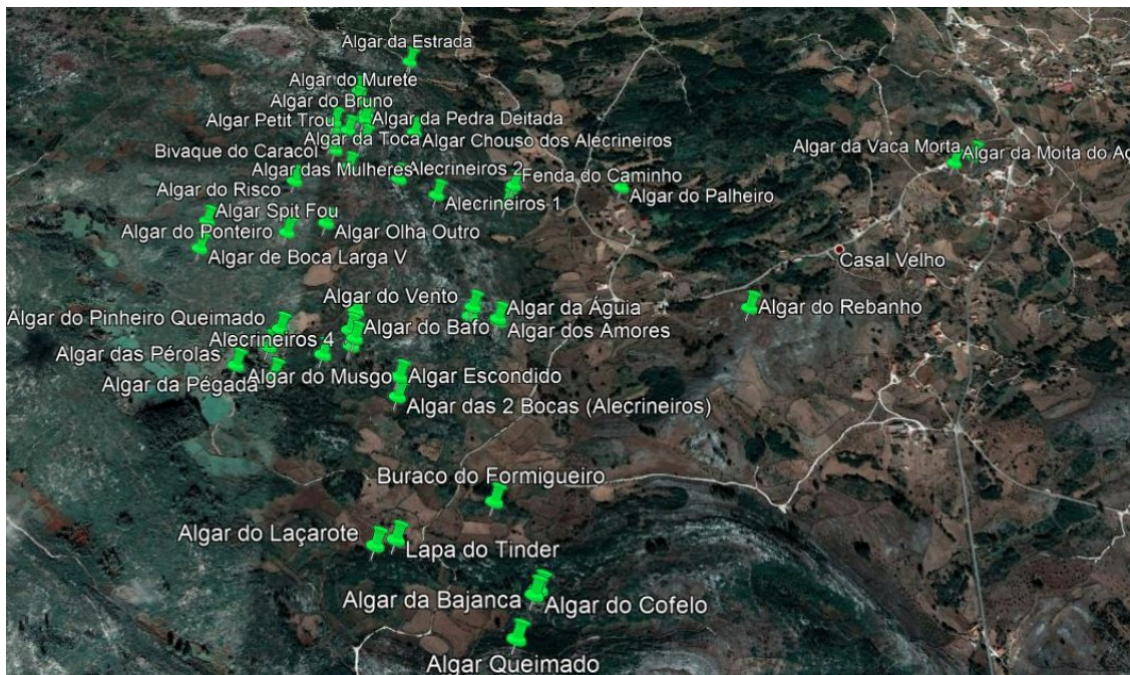 Algar da Estrada
Algar do Murete
Algar do Bruno
Algar Petit Trou
Algar da Pedra Deitada
Algar da Toca
Algar Chouso dos Alecrineiros
Bivaque do Caracol
Algar das Mulheres
Alecrineiros 2
Fenda do Caminho
Algar da Vaca Morta
Algar da Moita do Aç
Algar do Risco
Alecrineiros 1
Algar do Palheiro
Algar Spit Fou
Algar do Ponteiro
Algar Olha Outro
Algar de Boca Larga V
Casal Velho
Algar do Vento
Algar da Águia
Algar do Rebanho
Algar do Pinheiro Queimado
Algar do Bafo
Algar dos Amores
Alecrineiros 4
Algar das Pérolas
Algar da Pégada
Algar do Musgo
Algar Escondido
Algar das 2 Bocas (Alecrineiros)
Buraco do Formigueiro
Algar do Laçarote
Lapa do Tinder
Algar da Bajanca
Algar do Cofelo
Algar Queimado